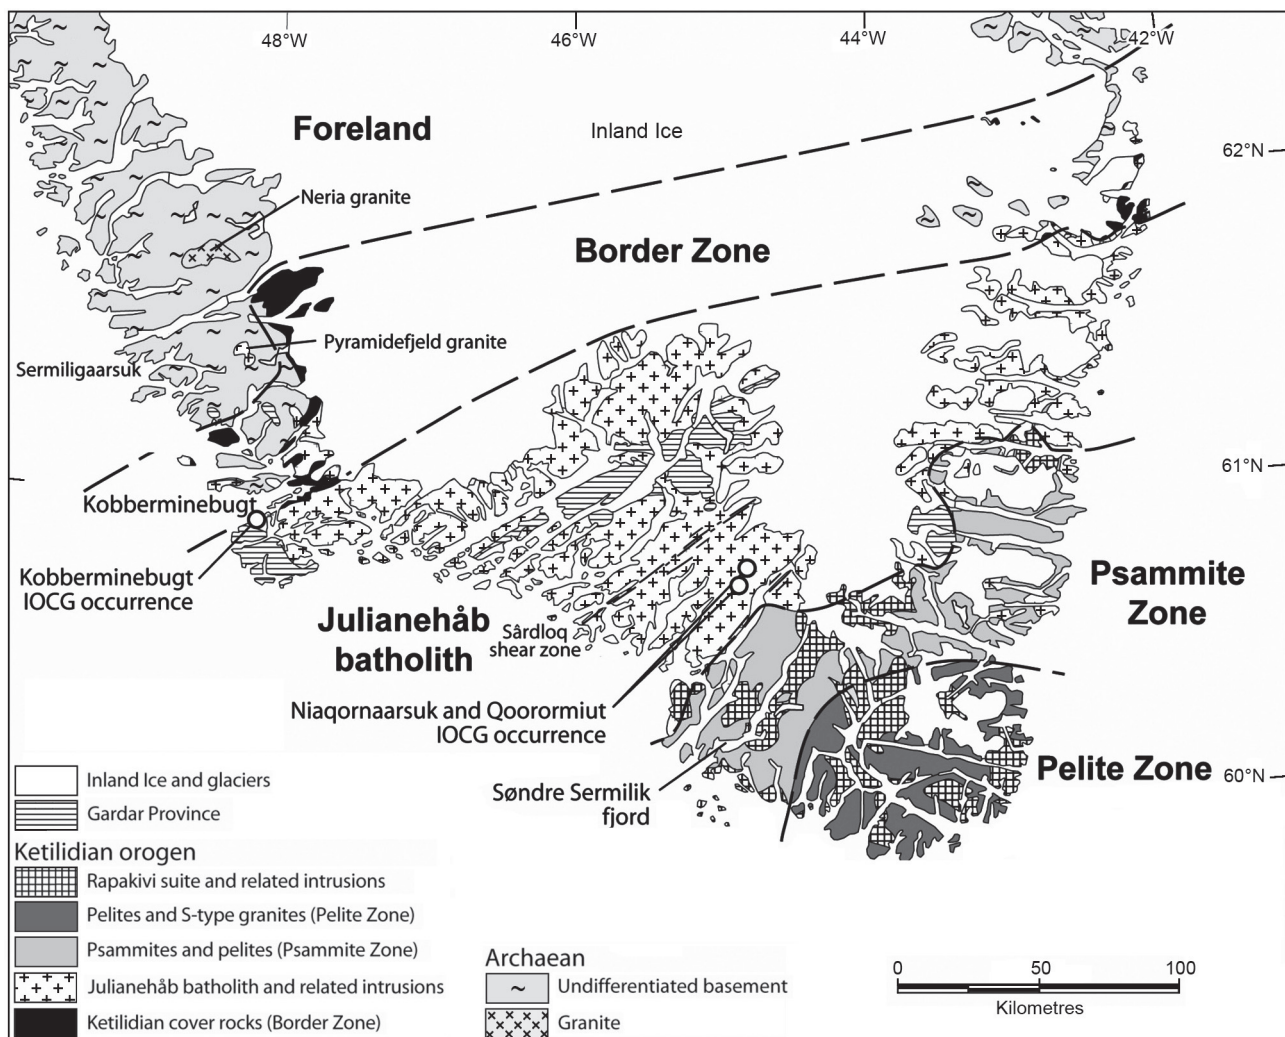 48°W
46°W
44°W
42°W
Foreland
Inland Ice
62°N
Neria granite
Border Zone
Pyramidefjeld granite
Sermiligaarsuk
61°N
Kobberminebugt
Kobberminebugt
IOCG occurrence
Psammite
Zone
Julianehåb
batholith
Sârdloq
shear zone
Niaqornaarsuk and Qoorormiut
IOCG occurrence
Pelite Zone
60°N
Søndre Sermilik
fjord
Inland Ice and glaciers
Gardar Province
Ketilidian orogen
Rapakivi suite and related intrusions
Pelites and S-type granites (Pelite Zone)
Psammites and pelites (Psammite Zone)
Julianehåb batholith and related intrusions
Ketilidian cover rocks (Border Zone)
Archaean
Undifferentiated basement
Granite
0
50
100
Kilometres